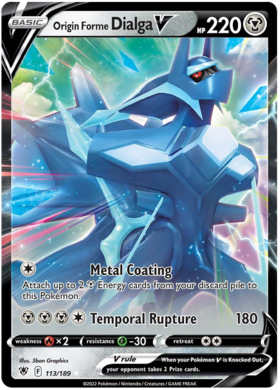 BASIC Origin Forme Dialga V HP 220
Metal Coating
Attach up to 2 Energy cards from your discard pile to
this Pokémon.
Temporal Rupture 180
weakness ×2 resistance -30 retreat
Illus. 5ban Graphics
V rule When your Pokémon V is Knocked Out,
your opponent takes 2 Prize cards.
F 113/189
©2022 Pokémon / Nintendo / Creatures / GAME FREAK